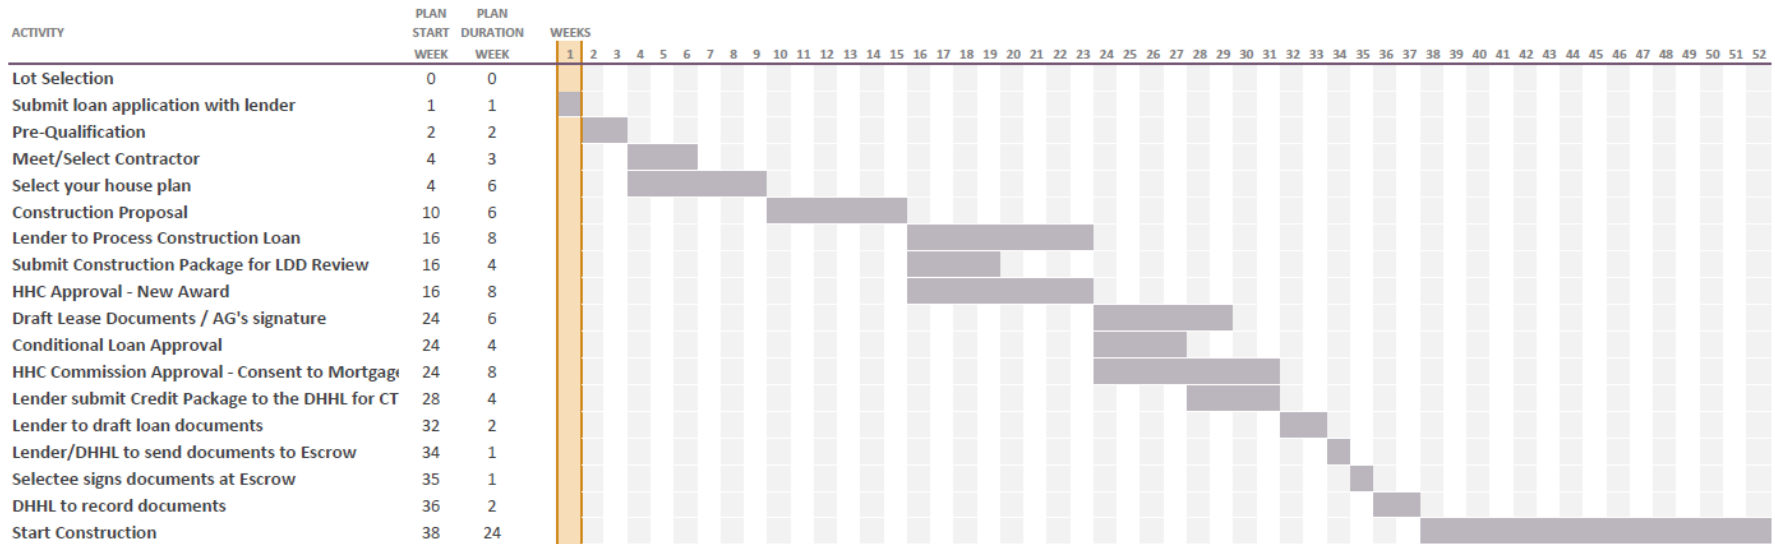 PLAN PLAN
ACTIVITY START DURATION WEEKS
WEEK WEEK 1 2 3 4 5 6 7 8 9 10 11 12 13 14 15 16 17 18 19 20 21 22 23 24 25 26 27 28 29 30 31 32 33 34 35 36 37 38 39 40 41 42 43 44 45 46 47 48 49 50 51 52
Lot Selection 0 0
Submit loan application with lender 1 1
Pre-Qualification 2 2
Meet/Select Contractor 4 3
Select your house plan 4 6
Construction Proposal 10 6
Lender to Process Construction Loan 16 8
Submit Construction Package for LDD Review 16 4
HHC Approval - New Award 16 8
Draft Lease Documents / AG's signature 24 6
Conditional Loan Approval 24 4
HHC Commission Approval - Consent to Mortgage 24 8
Lender submit Credit Package to the DHHL for CT 28 4
Lender to draft loan documents 32 2
Lender/DHHL to send documents to Escrow 34 1
Selectee signs documents at Escrow 35 1
DHHL to record documents 36 2
Start Construction 38 24